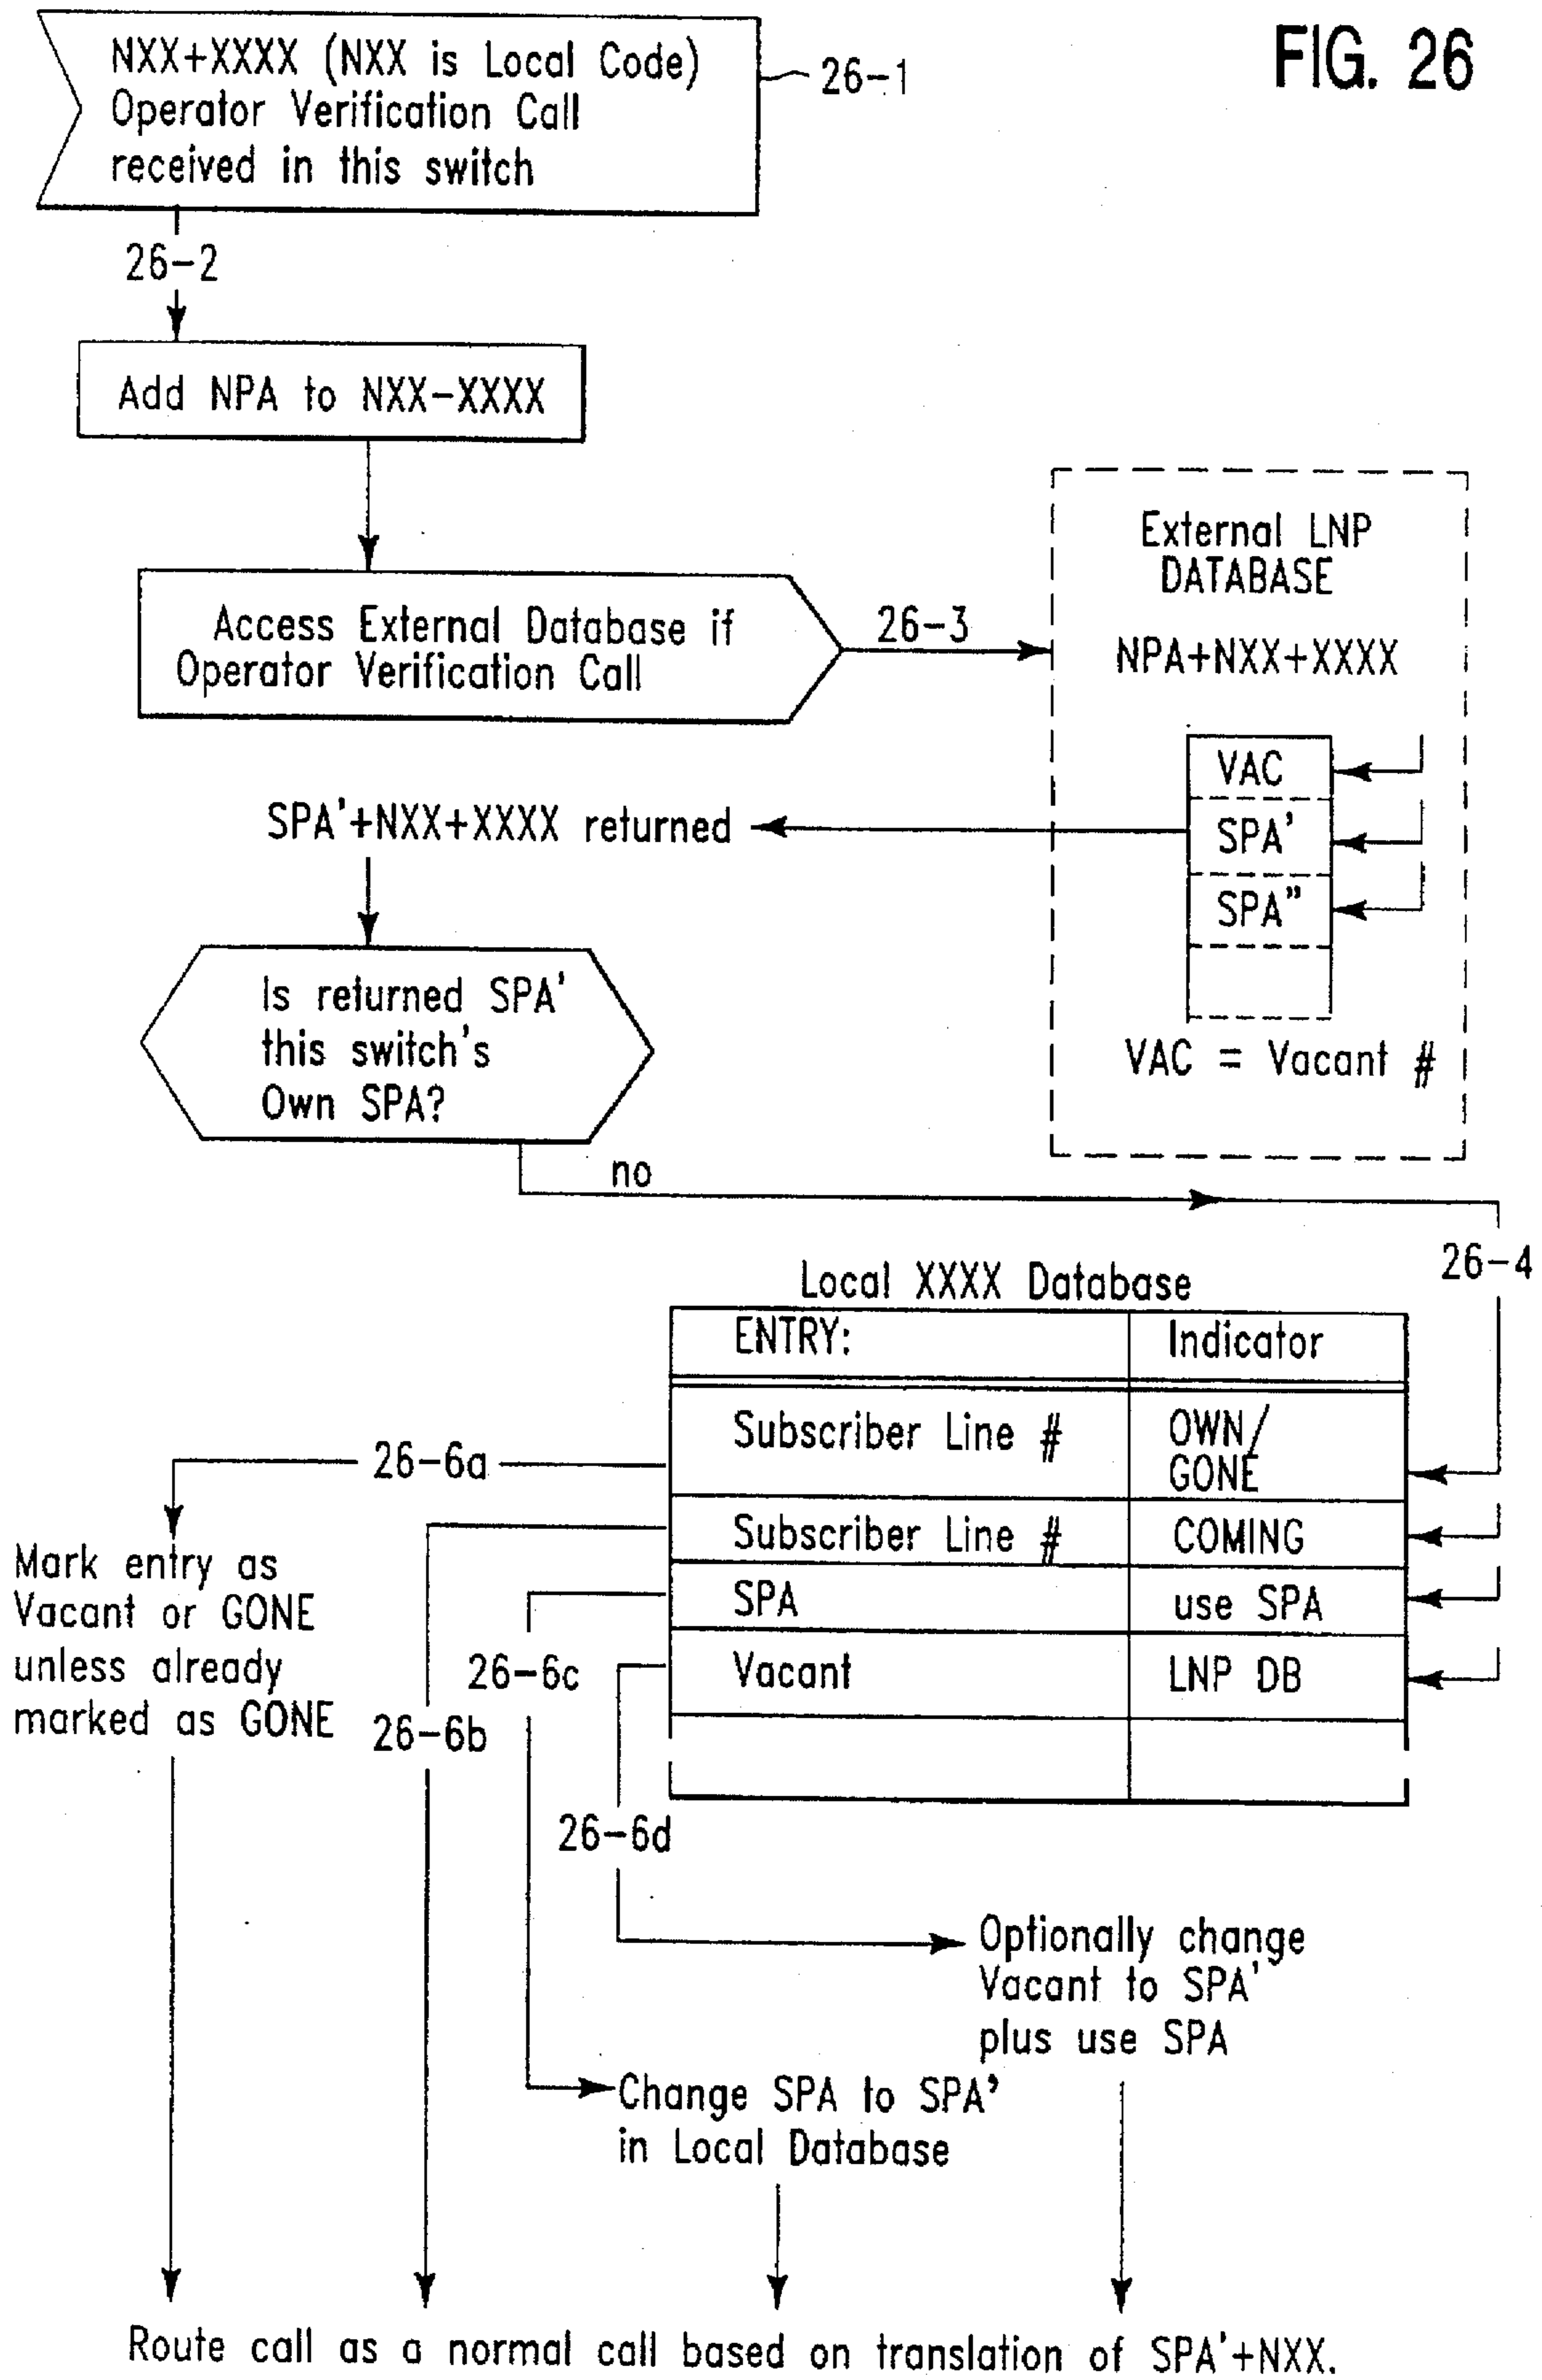 FIG. 26
NXX+XXXX (NXX is Local Code)
Operator Verification Call
received in this switch
26-1
26-2
Add NPA to NXX-XXXX
Access External Database if
Operator Verification Call
26-3
External LNP
DATABASE
NPA+NXX+XXXX
VAC
SPA'
SPA"
VAC = Vacant #
SPA'+NXX+XXXX returned
Is returned SPA'
this switch's
Own SPA?
no
26-4
Local XXXX Database
ENTRY: Indicator
Subscriber Line # OWN/
GONE
Subscriber Line # COMING
SPA use SPA
Vacant LNP DB
26-6a
Mark entry as
Vacant or GONE
unless already
marked as GONE
26-6b
26-6c
26-6d
Optionally change
Vacant to SPA'
plus use SPA
Change SPA to SPA'
in Local Database
Route call as a normal call based on translation of SPA'+NXX.